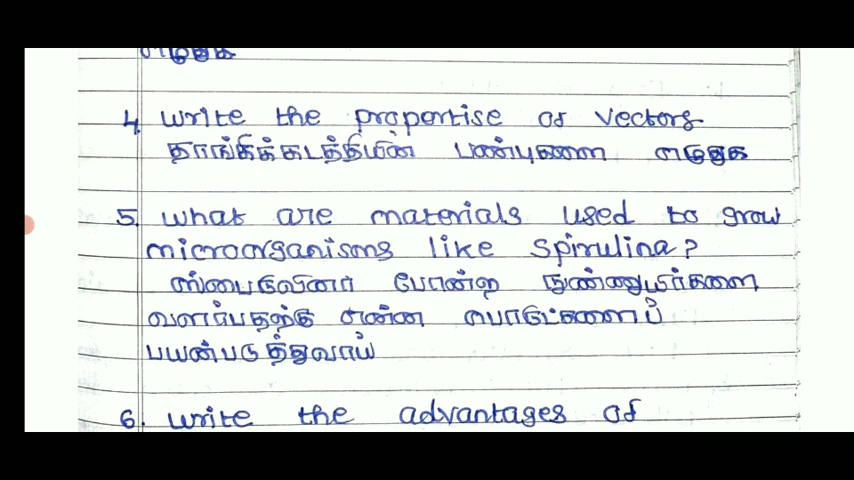 எழுதுக
4. Write the propertise of vectors
தாங்கிக்கடத்தியின் பண்புகளை எழுதுக
5. What are materials used to grow
microorganisms like Spirulina?
ஸ்பைருலினா போன்ற நுண்ணுயிர்களை
வளர்பதற்கு என்ன பொருட்களைப்
பயன்படுத்துவாய்
6. Write the advantages of